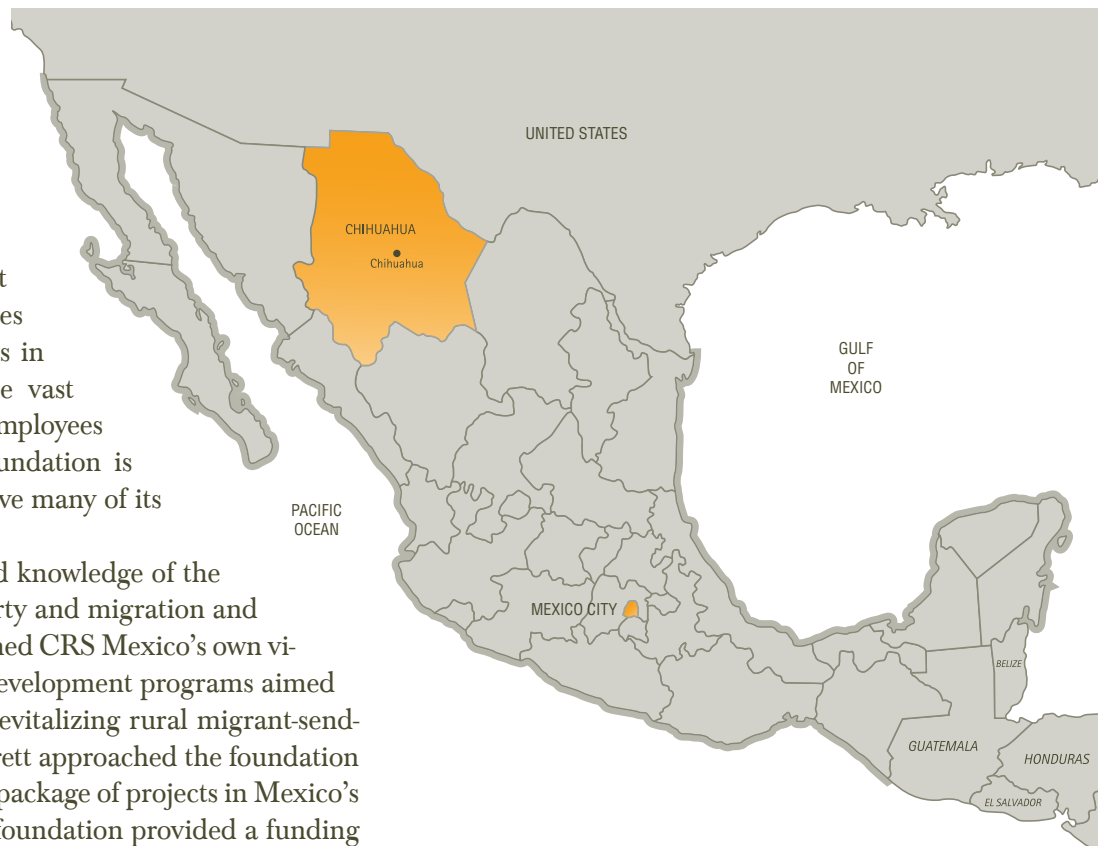 t
es
s in
e vast
mployees
undation is
ve many of its
d knowledge of the
rty and migration and
ned CRS Mexico’s own vi-
evelopment programs aimed
evitalizing rural migrant-send-
rett approached the foundation
package of projects in Mexico’s
foundation provided a funding
UNITED STATES
CHIHUAHUA
Chihuahua
GULF
OF
MEXICO
PACIFIC
OCEAN
MEXICO CITY
BELIZE
GUATEMALA
HONDURAS
EL SALVADOR